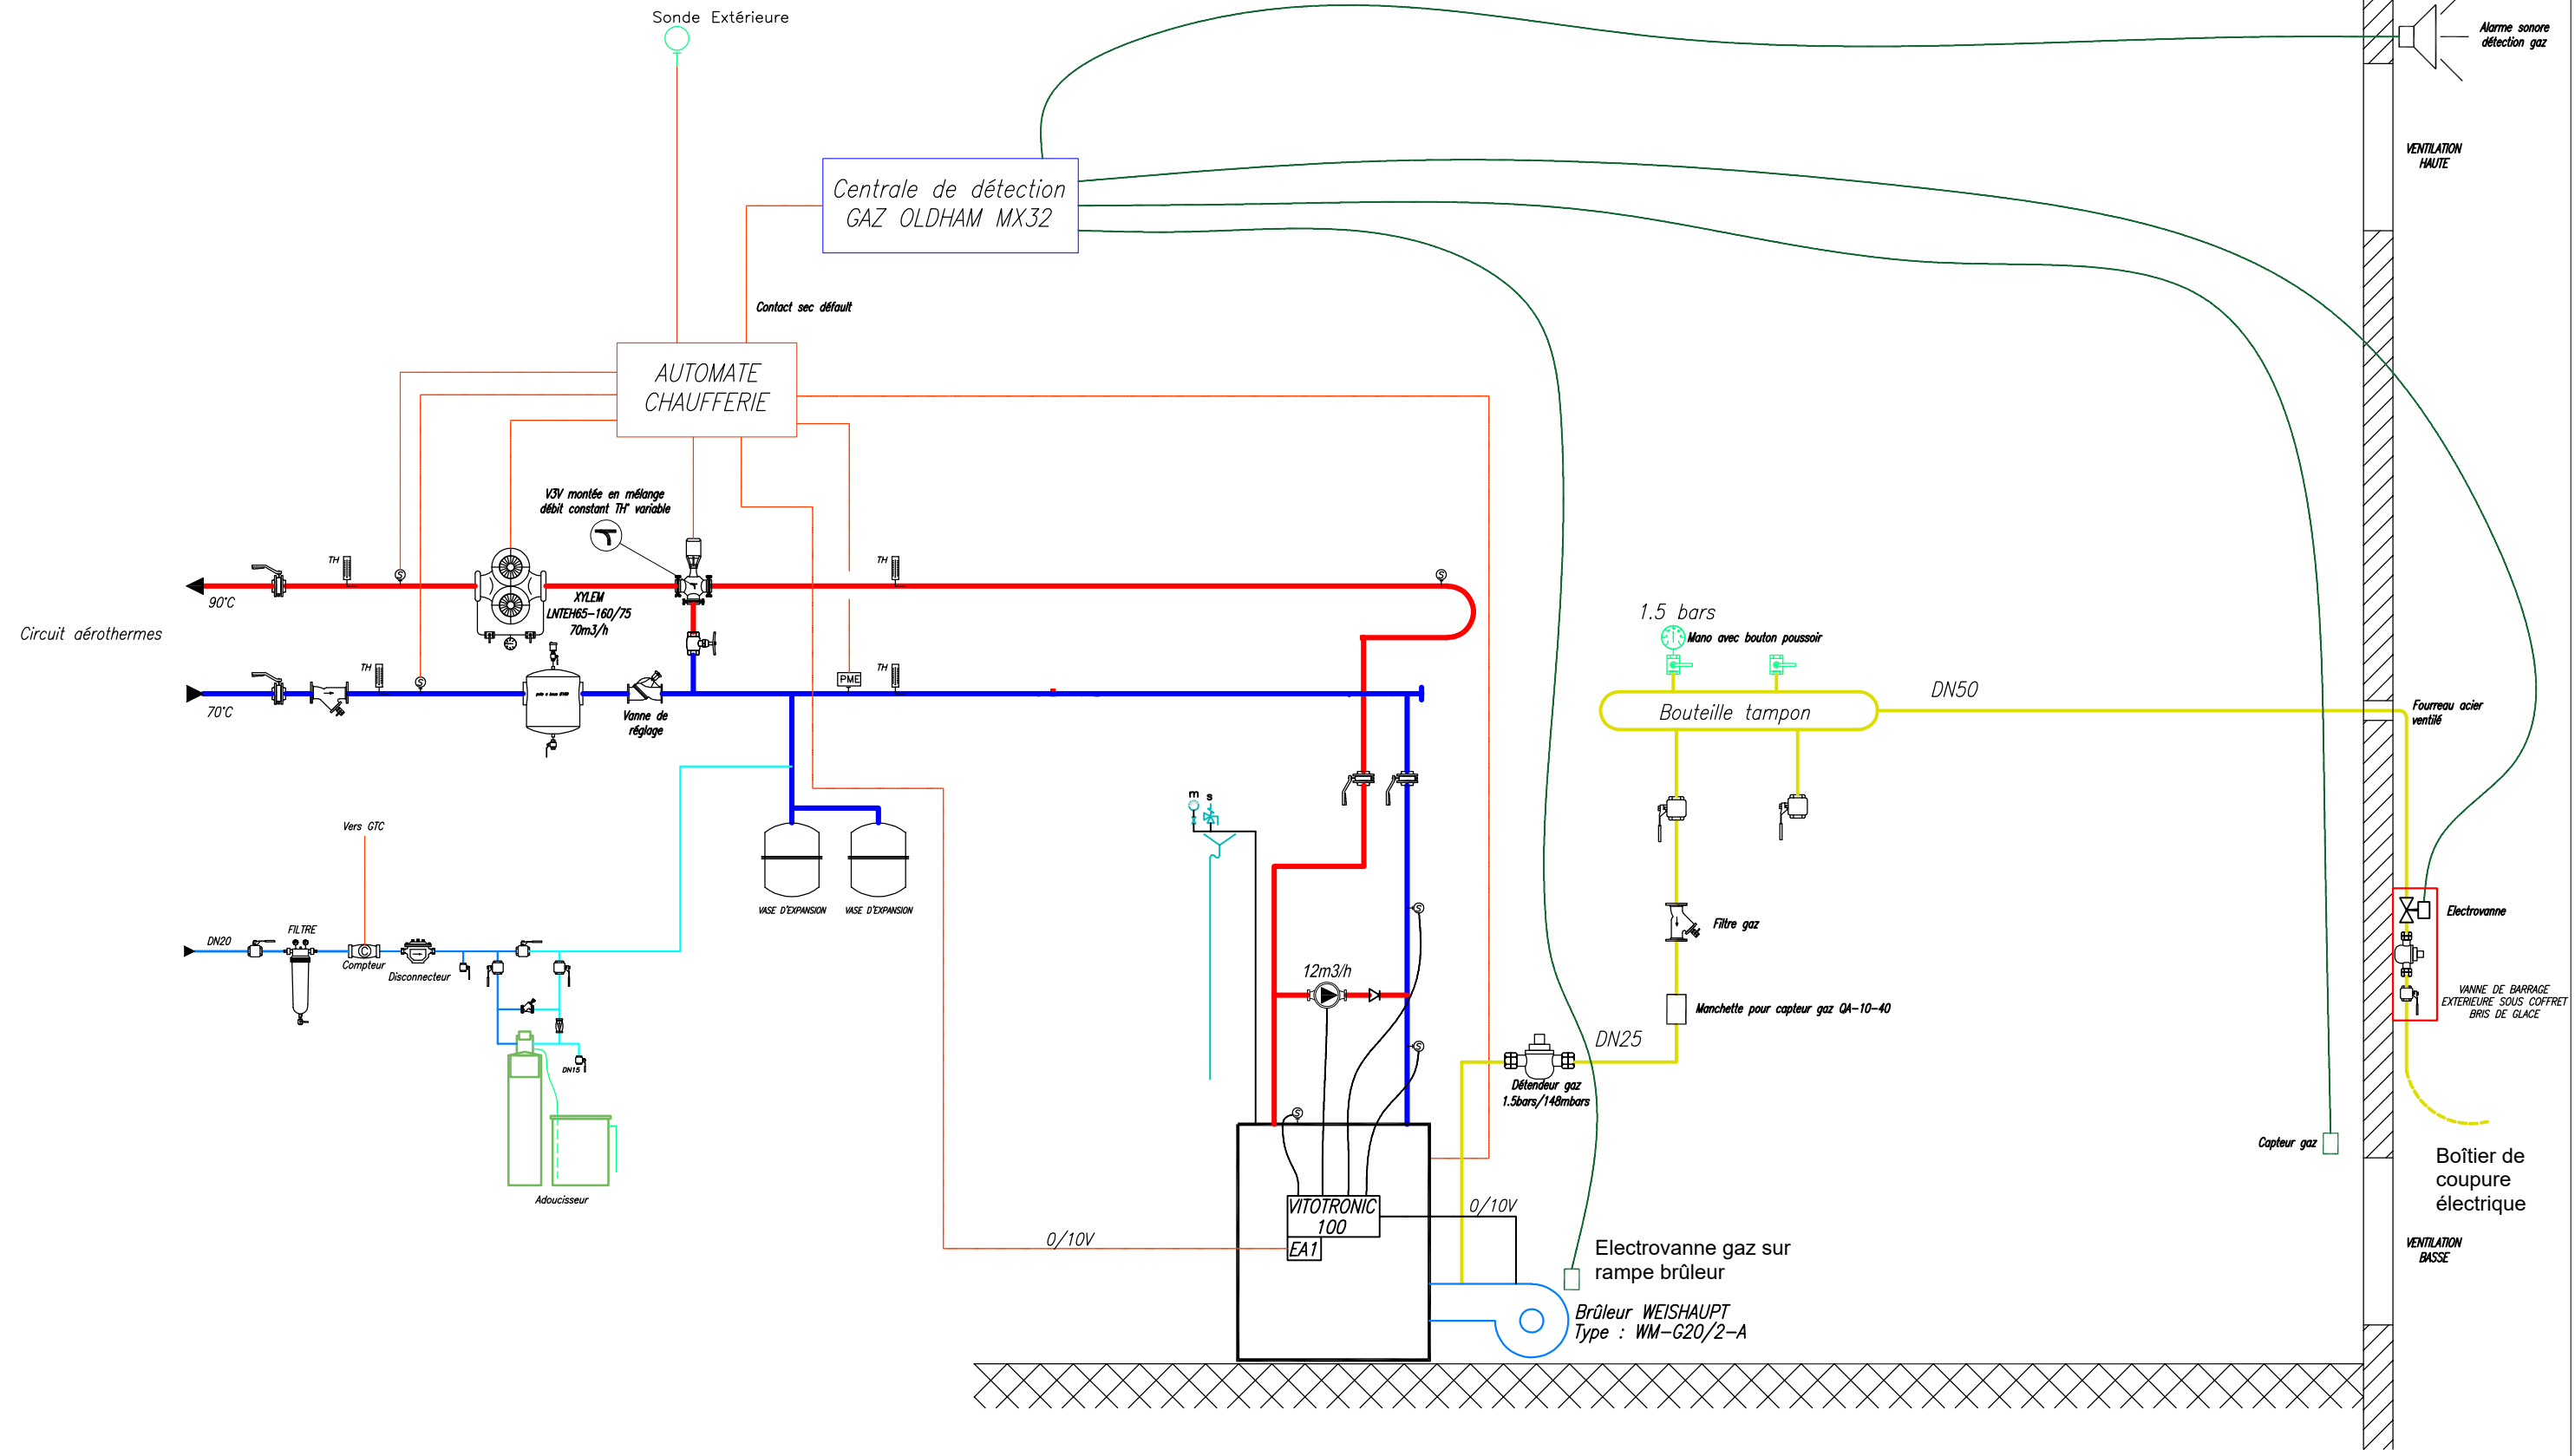 Sonde Extérieure
Alarme sonore
détection gaz
VENTILATION
HAUTE
Centrale de détection
GAZ OLDHAM MX32
Contact sec défault
AUTOMATE
CHAUFFERIE
V3V montée en mélange
débit constant TH° variable
TH
S
TH
S
90°C
XYLEM
LNTEH65-160/75
70m3/h
Circuit aérothermes
1.5 bars
Mano avec bouton poussoir
TH
S
PME
TH
DN50
70°C
Bouteille tampon
Vanne de
réglage
Fourreau acier
ventilé
m
s
Vers GTC
VASE D'EXPANSION
VASE D'EXPANSION
S
Electrovanne
Filtre gaz
DN20
FILTRE
C
Compteur
Disconnecteur
12m3/h
VANNE DE BARRAGE
EXTERIEURE SOUS COFFRET
BRIS DE GLACE
Manchette pour capteur gaz QA-10-40
DN25
S
DN15
Détendeur gaz
1.5bars/148mbars
S
Capteur gaz
Boîtier de
coupure
électrique
Adoucisseur
VITOTRONIC
100
0/10V
0/10V
EA1
Electrovanne gaz sur
rampe brûleur
VENTILATION
BASSE
Brûleur WEISHAUPT
Type : WM-G20/2-A